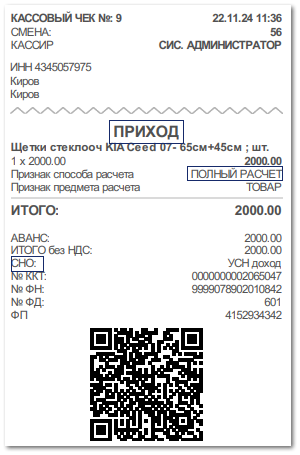 КАССОВЫЙ ЧЕК №: 9 22.11.24 11:36
СМЕНА: 56
КАССИР СИС. АДМИНИСТРАТОР
ИНН 4345057975
Киров
Киров
ПРИХОД
Щетки стеклооч KIA Ceed 07- 65см+45см ; шт.
1 x 2000.00 2000.00
Признак способа расчета ПОЛНЫЙ РАСЧЕТ
Признак предмета расчета ТОВАР
ИТОГО: 2000.00
АВАНС: 2000.00
ИТОГО без НДС: 2000.00
СНО: УСН доход
№ ККТ: 0000000002065047
№ ФН: 9999078902010842
№ ФД: 601
ФП 4152934342